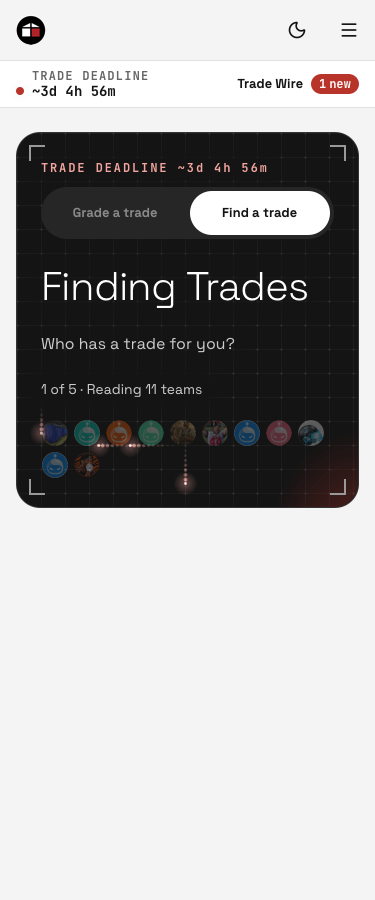 TRADE DEADLINE
~3d 4h 56m
Trade Wire
1 new
TRADE DEADLINE ~3d 4h 56m
Grade a trade
Find a trade
Finding Trades
Who has a trade for you?
1 of 5 · Reading 11 teams